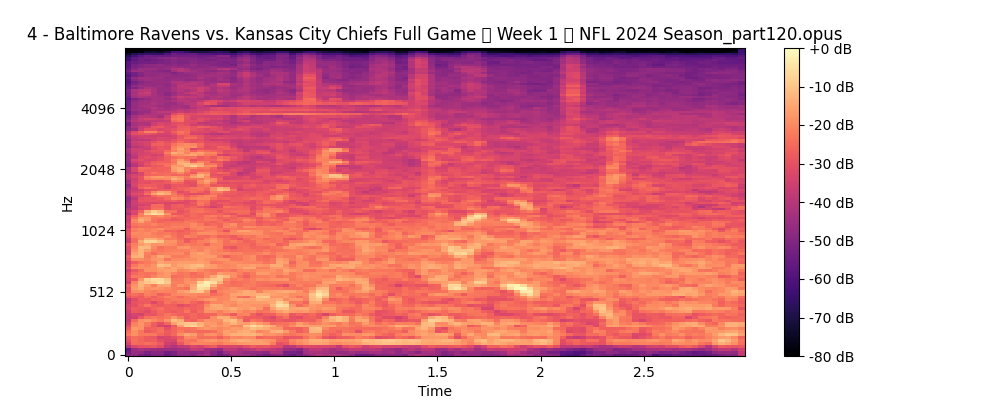 4 - Baltimore Ravens vs. Kansas City Chiefs Full Game ▯ Week 1 ▯ NFL 2024 Season_part120.opus
+0 dB
4096
-10 dB
-20 dB
2048
-30 dB
Hz
1024
-40 dB
-50 dB
512
-60 dB
-70 dB
0
-80 dB
0 0.5 1 1.5 2 2.5
Time